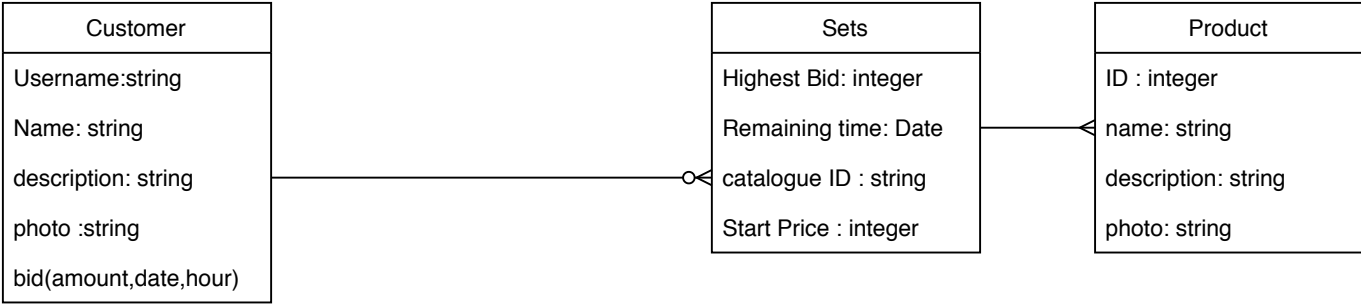 Customer
Username:string
Name: string
description: string
photo :string
bid(amount,date,hour)
Sets
Highest Bid: integer
Remaining time: Date
catalogue ID : string
Start Price : integer
Product
ID : integer
name: string
description: string
photo: string